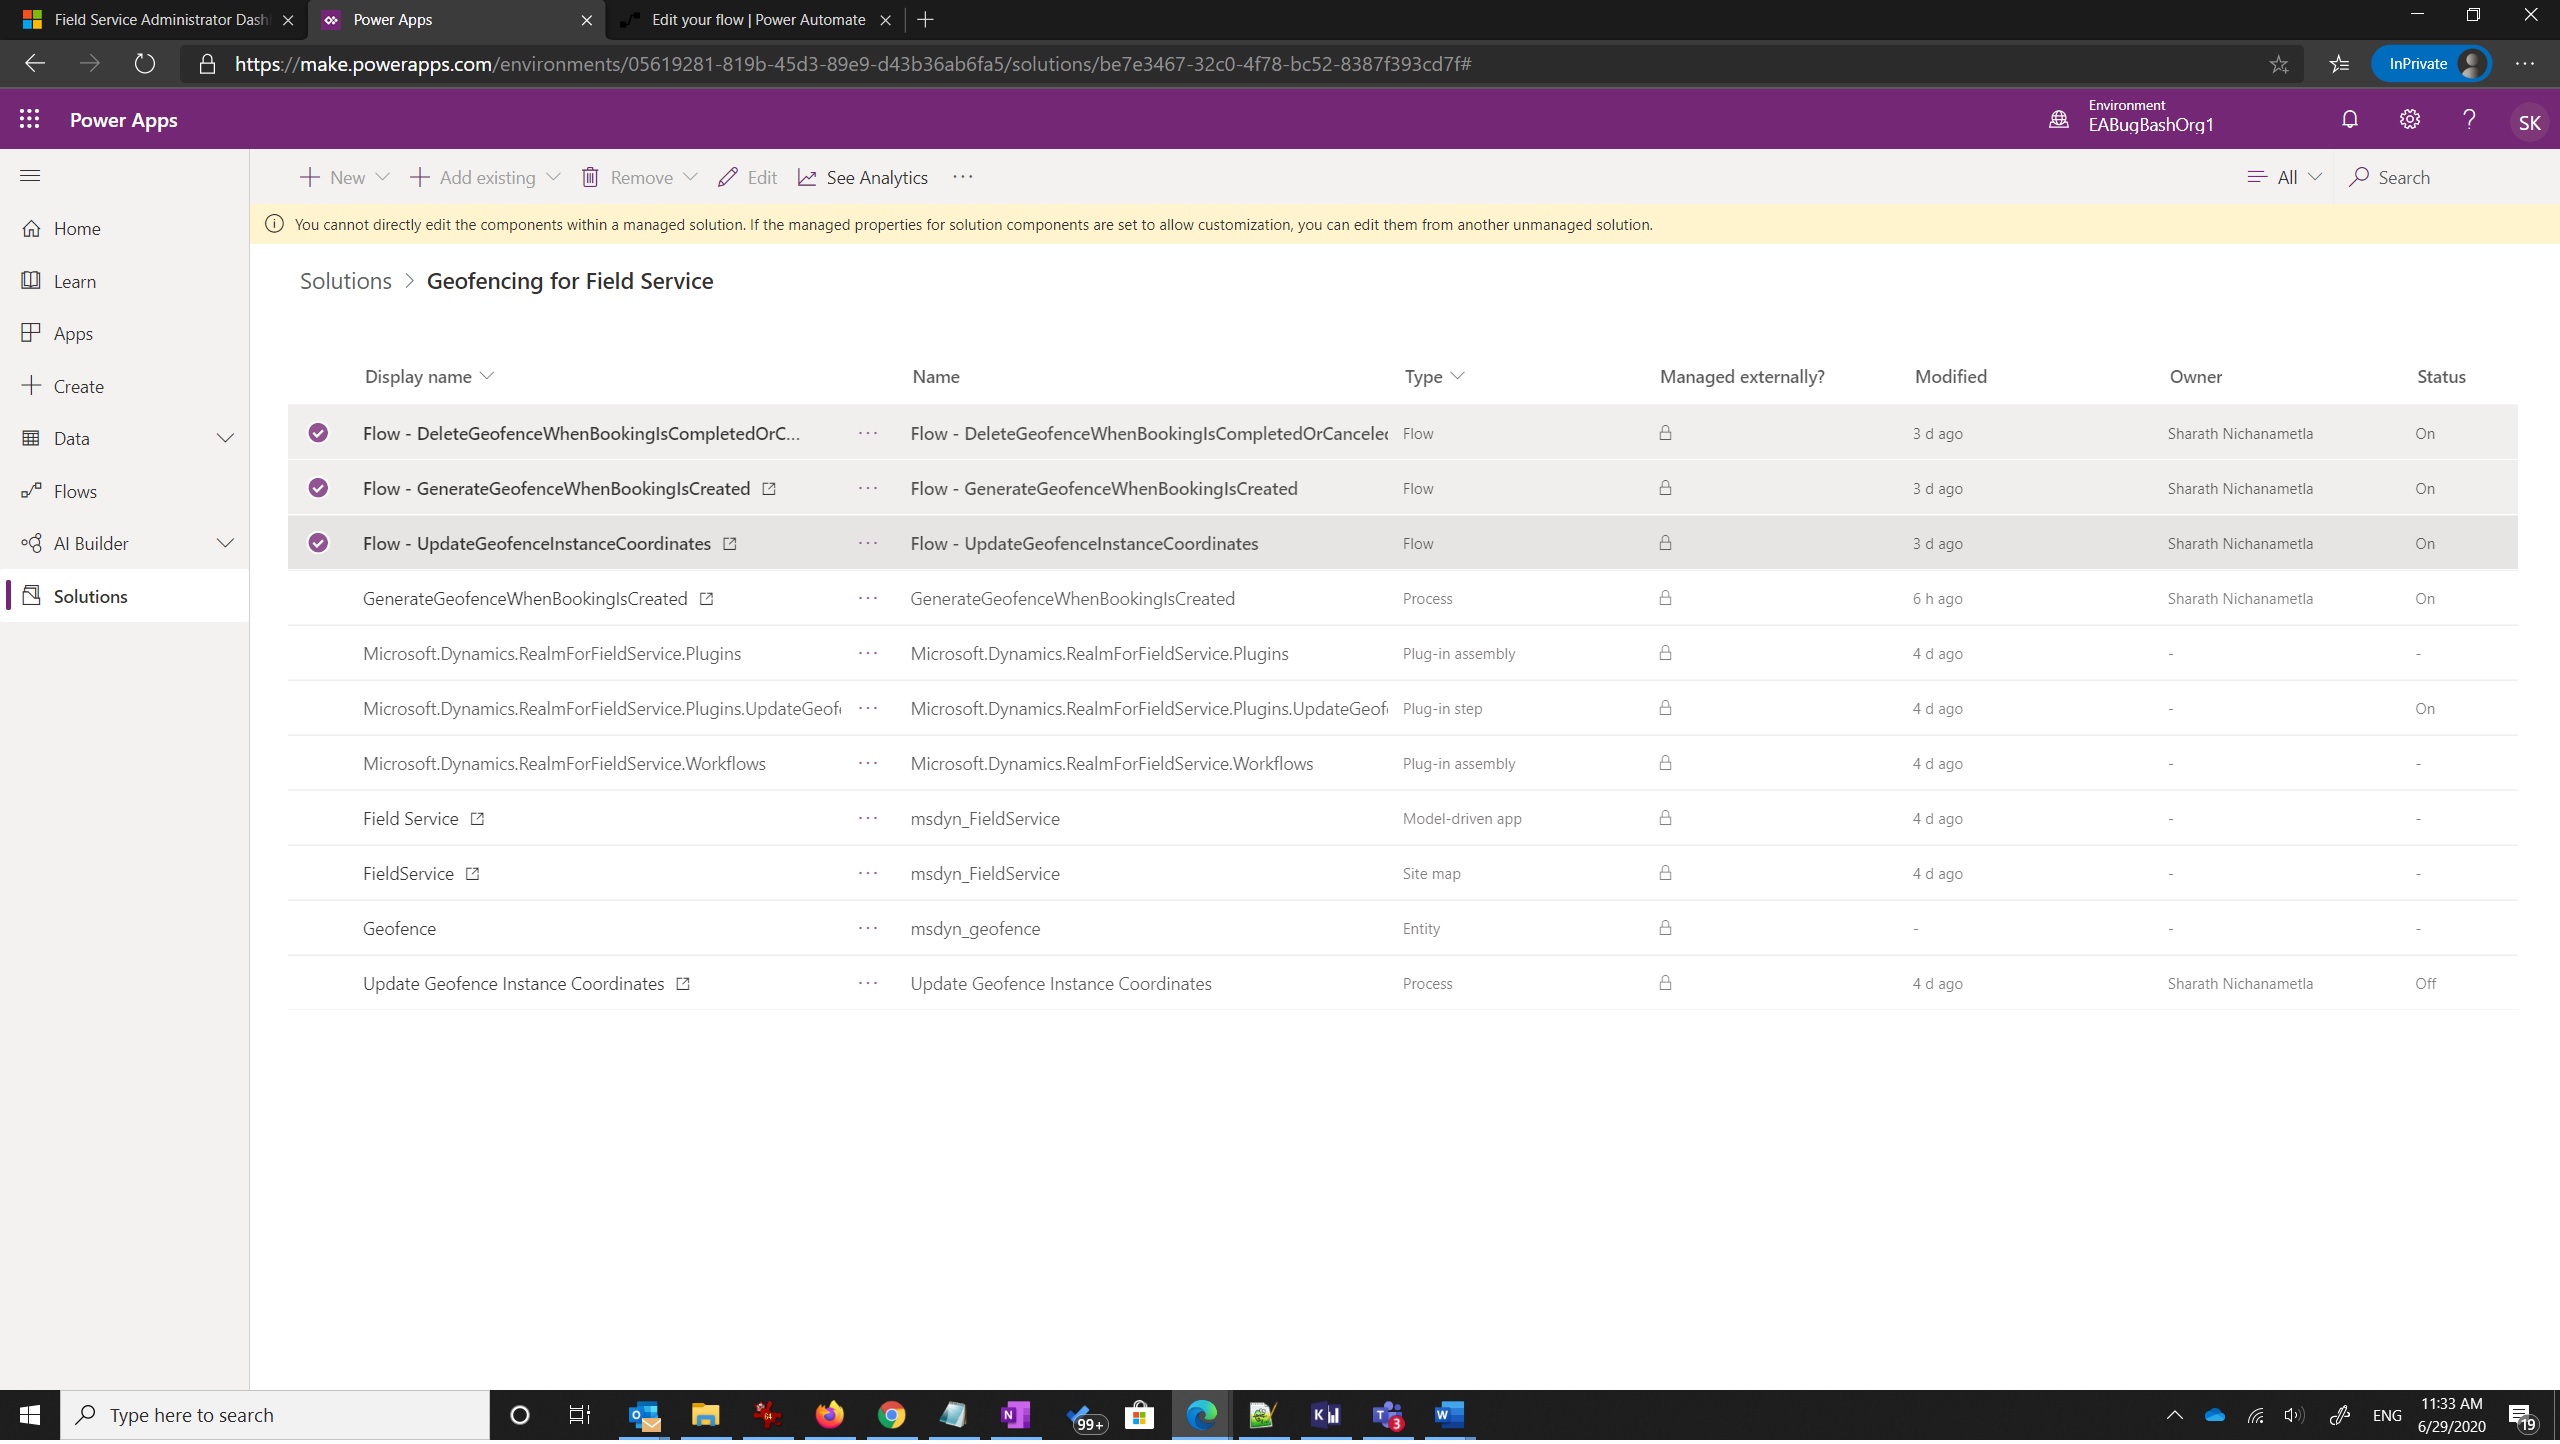 Field Service Administrator Dash
Power Apps
Edit your flow | Power Automate
https://make.powerapps.com/environments/05619281-819b-45d3-89e9-d43b36ab6fa5/solutions/be7e3467-32c0-4f78-bc52-8387f393cd7f#
InPrivate
Power Apps
Environment
EABugBashOrg1
SK
New
Add existing
Remove
Edit
See Analytics
All
Search
You cannot directly edit the components within a managed solution. If the managed properties for solution components are set to allow customization, you can edit them from another unmanaged solution.
Home
Learn
Apps
Create
Data
Flows
AI Builder
Solutions
Solutions > Geofencing for Field Service
Display name Name Type Managed externally? Modified Owner Status
Flow - DeleteGeofenceWhenBookingIsCompletedOrC... ··· Flow - DeleteGeofenceWhenBookingIsCompletedOrCanceled Flow 3 d ago Sharath Nichanametla On
Flow - GenerateGeofenceWhenBookingIsCreated ··· Flow - GenerateGeofenceWhenBookingIsCreated Flow 3 d ago Sharath Nichanametla On
Flow - UpdateGeofenceInstanceCoordinates ··· Flow - UpdateGeofenceInstanceCoordinates Flow 3 d ago Sharath Nichanametla On
GenerateGeofenceWhenBookingIsCreated ··· GenerateGeofenceWhenBookingIsCreated Process 6 h ago Sharath Nichanametla On
Microsoft.Dynamics.RealmForFieldService.Plugins ··· Microsoft.Dynamics.RealmForFieldService.Plugins Plug-in assembly 4 d ago - -
Microsoft.Dynamics.RealmForFieldService.Plugins.UpdateGeof ··· Microsoft.Dynamics.RealmForFieldService.Plugins.UpdateGeof Plug-in step 4 d ago - On
Microsoft.Dynamics.RealmForFieldService.Workflows ··· Microsoft.Dynamics.RealmForFieldService.Workflows Plug-in assembly 4 d ago - -
Field Service ··· msdyn_FieldService Model-driven app 4 d ago - -
FieldService ··· msdyn_FieldService Site map 4 d ago - -
Geofence ··· msdyn_geofence Entity - - -
Update Geofence Instance Coordinates ··· Update Geofence Instance Coordinates Process 4 d ago Sharath Nichanametla Off
Type here to search
99+
3
ENG
11:33 AM
6/29/2020
19